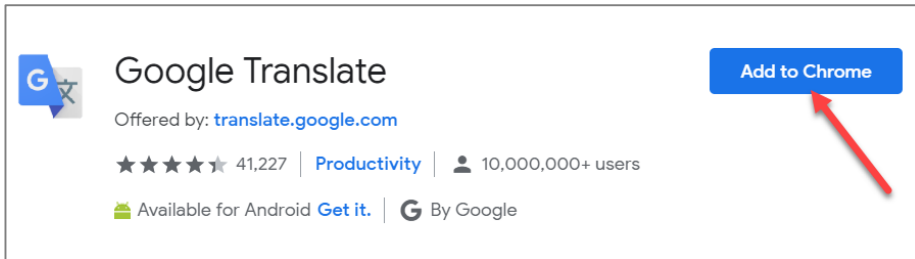 Google Translate
Add to Chrome
Offered by: translate.google.com
41,227 Productivity 10,000,000+ users
Available for Android Get it. G By Google
G 文